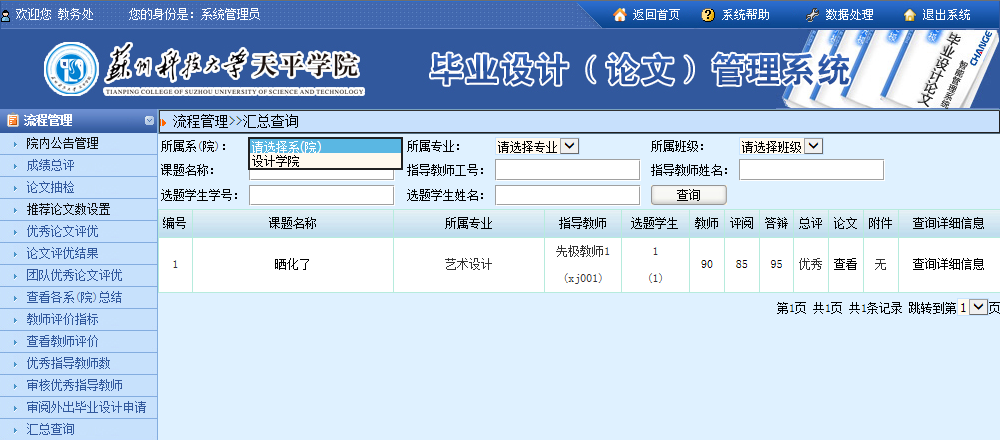 欢迎您 教务处 您的身份是：系统管理员 返回首页 系统帮助 数据处理 退出系统
苏州科技大学天平学院
TIANPING COLLEGE OF SUZHOU UNIVERSITY OF SCIENCE AND TECHNOLOGY
毕业设计（论文）管理系统
毕业设计论文
智能管理系统
CHANGE
流程管理
院内公告管理
成绩总评
论文抽检
推荐论文数设置
优秀论文评优
论文评优结果
团队优秀论文评优
查看各系(院)总结
教师评价指标
查看教师评价
优秀指导教师数
审核优秀指导教师
审阅外出毕业设计申请
汇总查询
流程管理>>汇总查询
所属系(院)： 请选择系(院) 所属专业： 请选择专业 所属班级： 请选择班级
设计学院
课题名称： 指导教师工号： 指导教师姓名：
选题学生学号： 选题学生姓名： 查询
编号 课题名称 所属专业 指导教师 选题学生 教师 评阅 答辩 总评 论文 附件 查询详细信息
1 晒化了 艺术设计 先极教师1 (xj001) 1 (1) 90 85 95 优秀 查看 无 查询详细信息
第1页 共1页 共1条记录 跳转到第 1 页